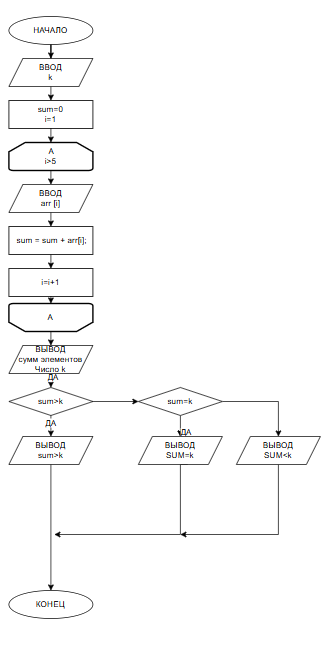 НАЧАЛО
ВВОД
k
sum=0
i=1
A
i>5
ВВОД
arr [i]
sum = sum + arr[i];
i=i+1
A
ВЫВОД
сумм элементов
Число k
ДА
sum>k
sum=k
ДА
ДА
ВЫВОД
sum>k
ВЫВОД
SUM=k
ВЫВОД
SUM<k
КОНЕЦ